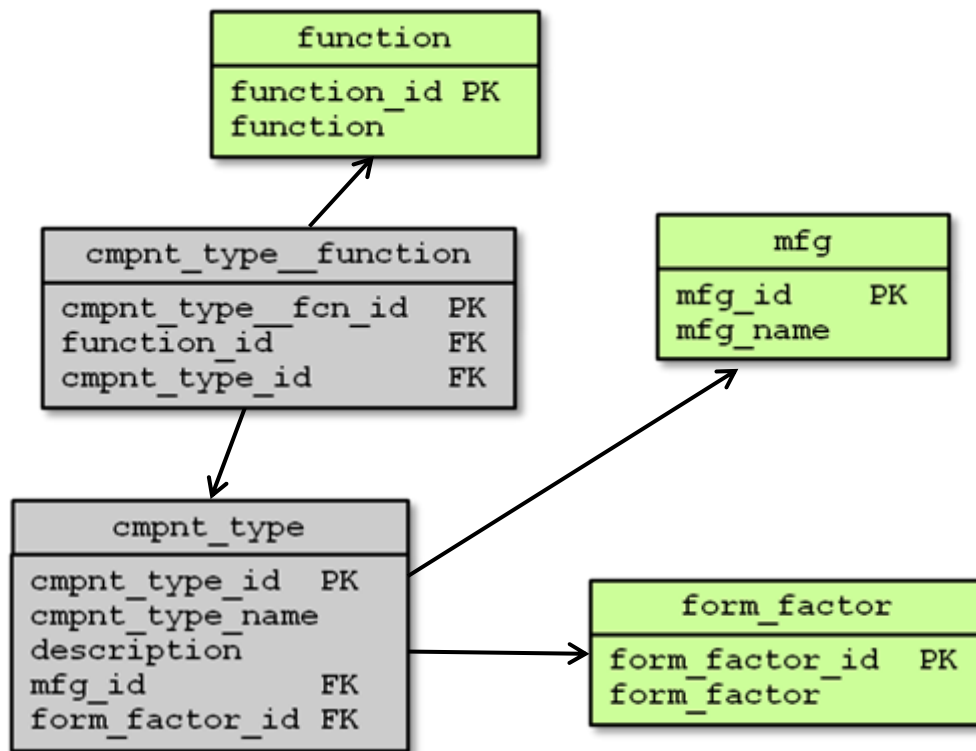 function
function_id PK
function
cmpnt_type__function
cmpnt_type__fcn_id PK
function_id FK
cmpnt_type_id FK
mfg
mfg_id PK
mfg_name
cmpnt_type
cmpnt_type_id PK
cmpnt_type_name
description
mfg_id FK
form_factor_id FK
form_factor
form_factor_id PK
form_factor